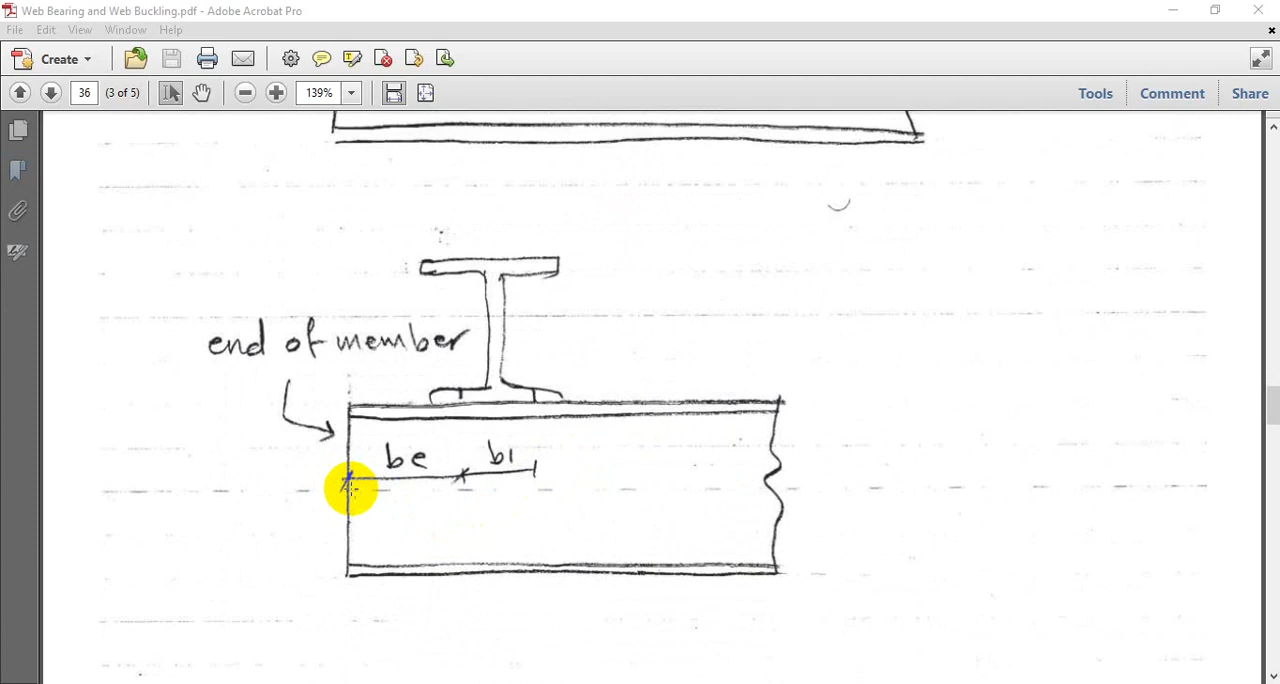 Web Bearing and Web Buckling.pdf - Adobe Acrobat Pro
File Edit View Window Help
Create
36 (3 of 5) 139% Tools Comment Share
end of member
be b1